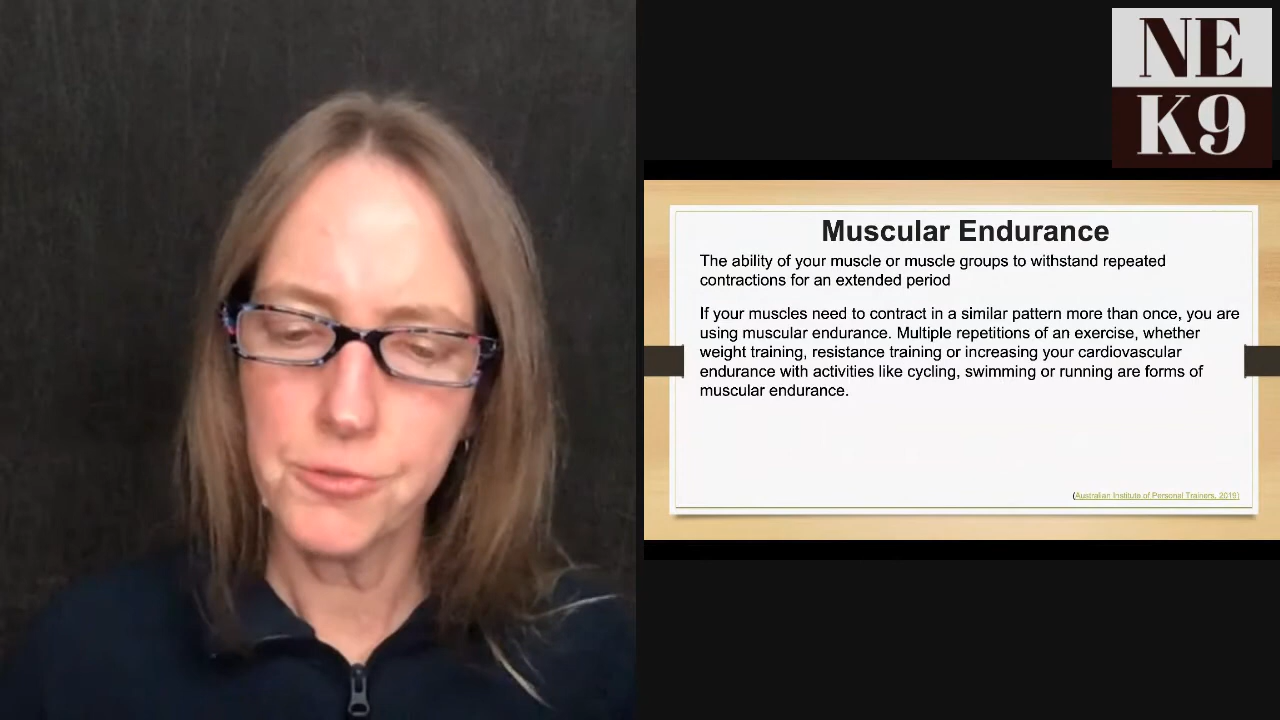 NE
K9
Muscular Endurance
The ability of your muscle or muscle groups to withstand repeated
contractions for an extended period
If your muscles need to contract in a similar pattern more than once, you are
using muscular endurance. Multiple repetitions of an exercise, whether
weight training, resistance training or increasing your cardiovascular
endurance with activities like cycling, swimming or running are forms of
muscular endurance.
(Australian Institute of Personal Trainers, 2019)